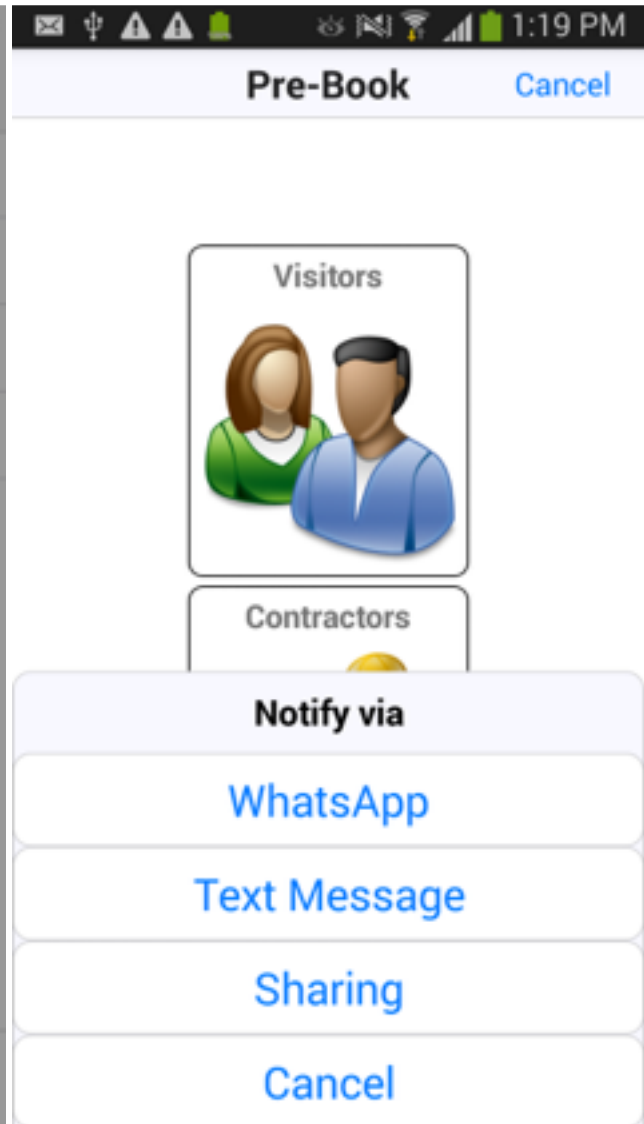 1:19 PM
Pre-Book
Cancel
Visitors
Contractors
Notify via
WhatsApp
Text Message
Sharing
Cancel